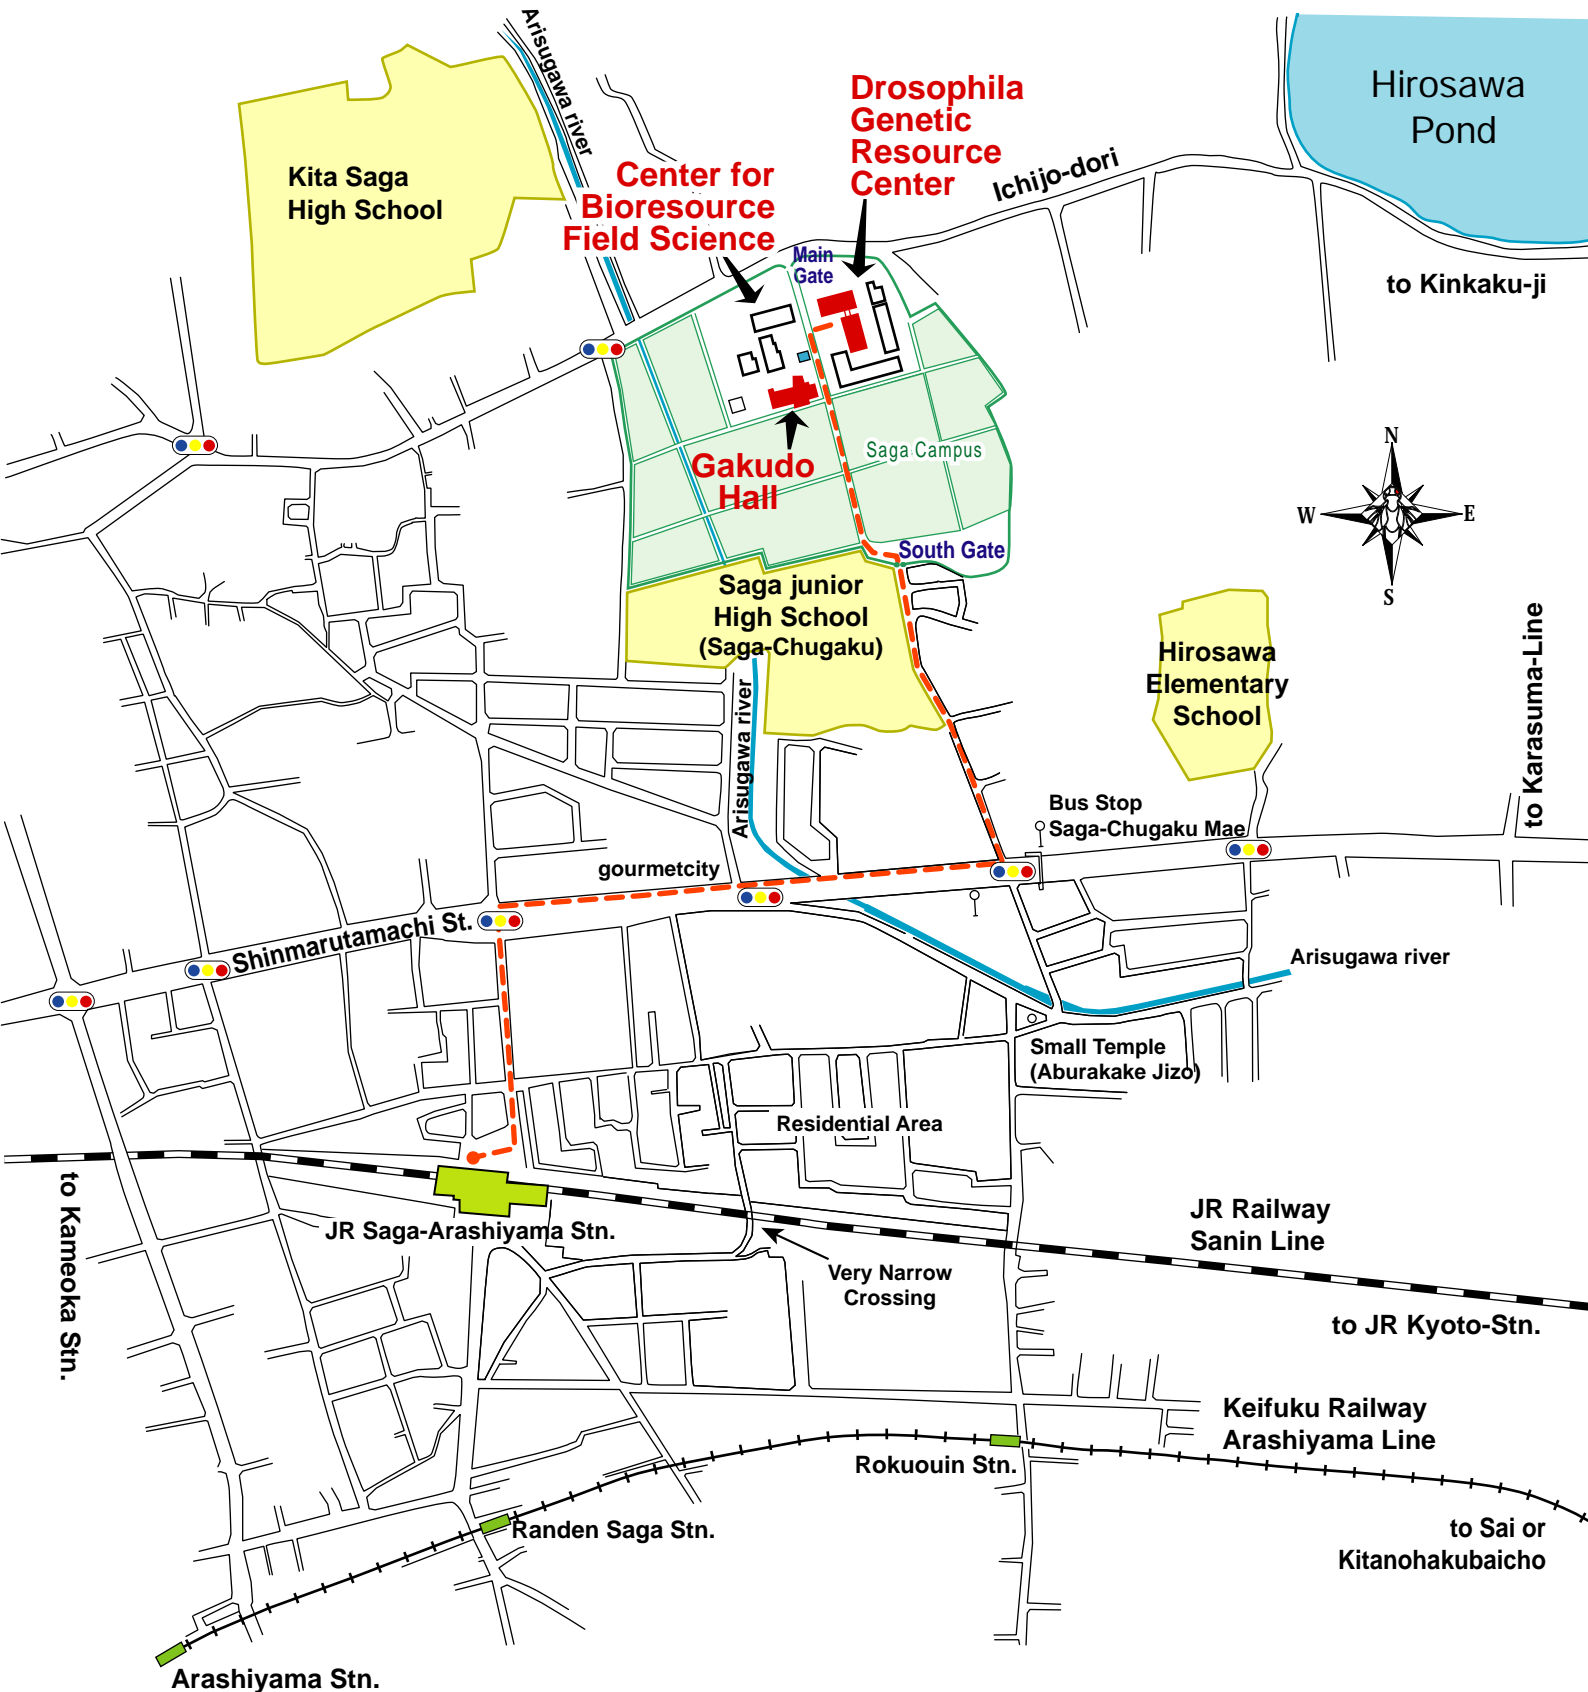 Arisugawa river
Hirosawa
Pond
Drosophila
Genetic
Resource
Center
Ichijo-dori
Kita Saga
High School
Center for
Bioresource
Field Science
Main
Gate
to Kinkaku-ji
Saga Campus
Gakudo
Hall
N
W
E
S
South Gate
Saga junior
High School
(Saga-Chugaku)
Hirosawa
Elementary
School
to Karasuma-Line
Arisugawa river
Bus Stop
Saga-Chugaku Mae
gourmetcity
Shinmarutamachi St.
Arisugawa river
Small Temple
(Aburakake Jizo)
Residential Area
to Kameoka Stn.
JR Saga-Arashiyama Stn.
JR Railway
Sanin Line
Very Narrow
Crossing
to JR Kyoto-Stn.
Keifuku Railway
Arashiyama Line
Rokuouin Stn.
Randen Saga Stn.
to Sai or
Kitanohakubaicho
Arashiyama Stn.